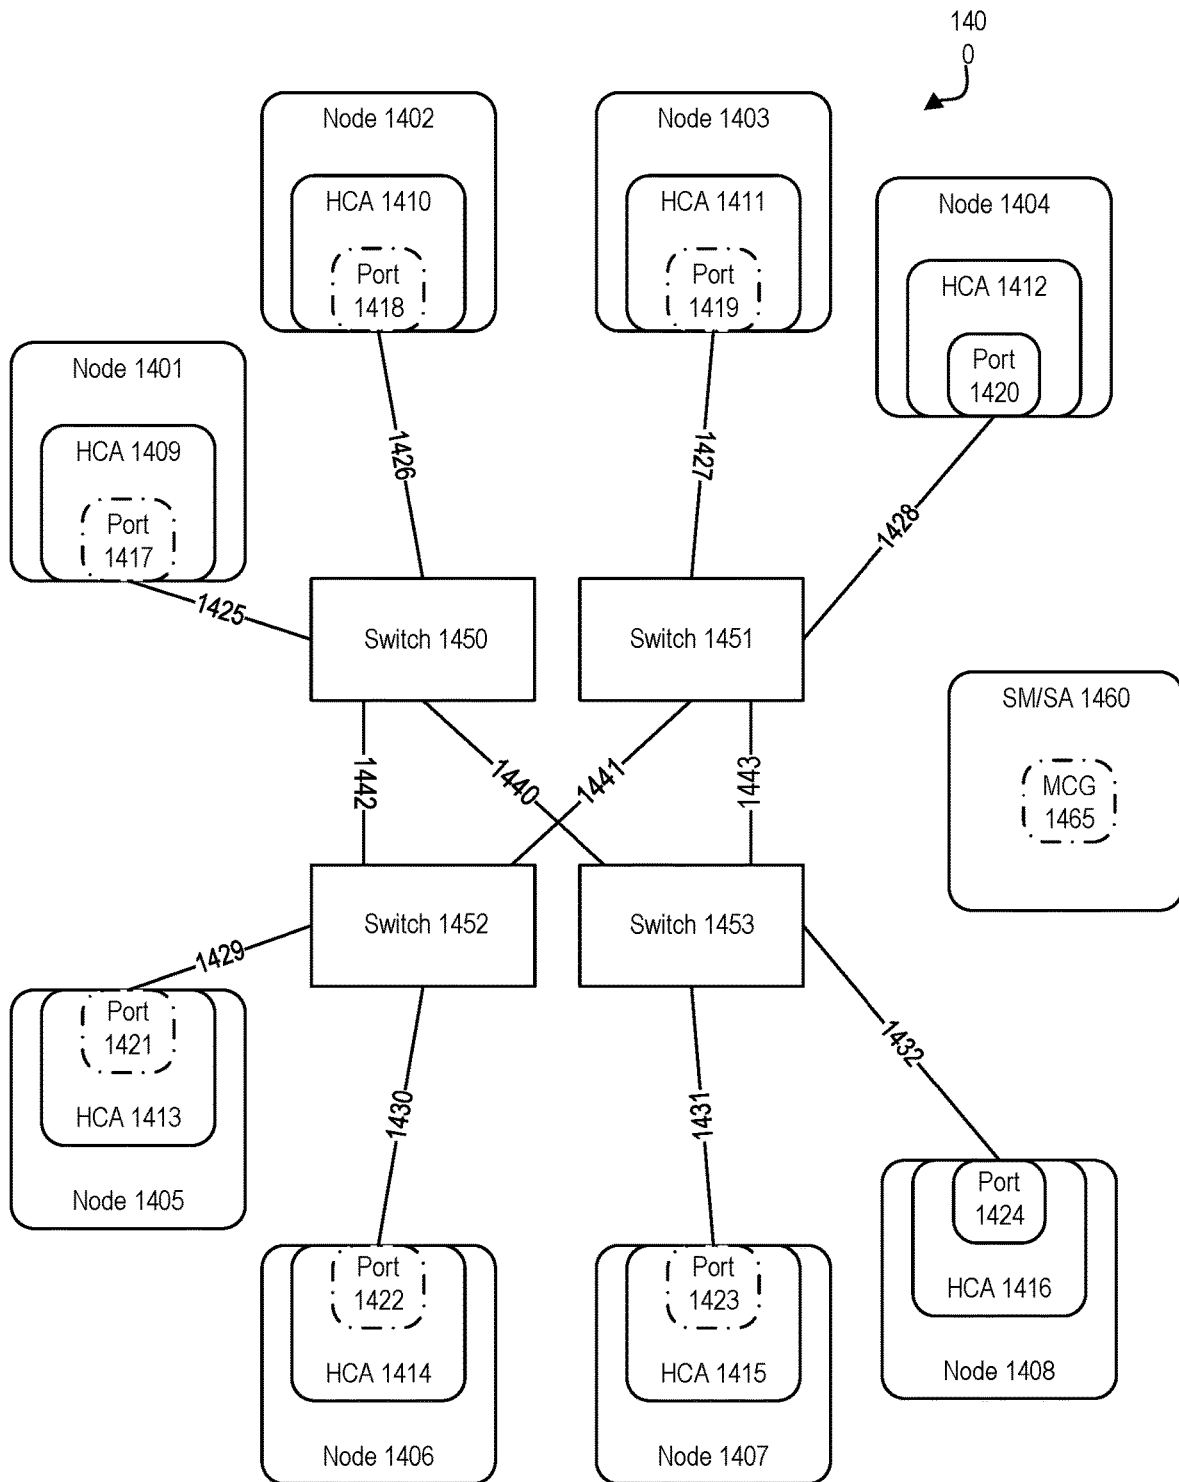 140
0
Node 1402
HCA 1410
Port
1418
Node 1403
HCA 1411
Port
1419
Node 1404
HCA 1412
Port
1420
Node 1401
HCA 1409
Port
1417
1426
1427
1428
1425
Switch 1450
Switch 1451
SM/SA 1460
MCG
1465
1442
1440
1441
1443
Switch 1452
Switch 1453
1429
1430
1431
1432
Port
1421
HCA 1413
Node 1405
Port
1422
HCA 1414
Node 1406
Port
1423
HCA 1415
Node 1407
Port
1424
HCA 1416
Node 1408